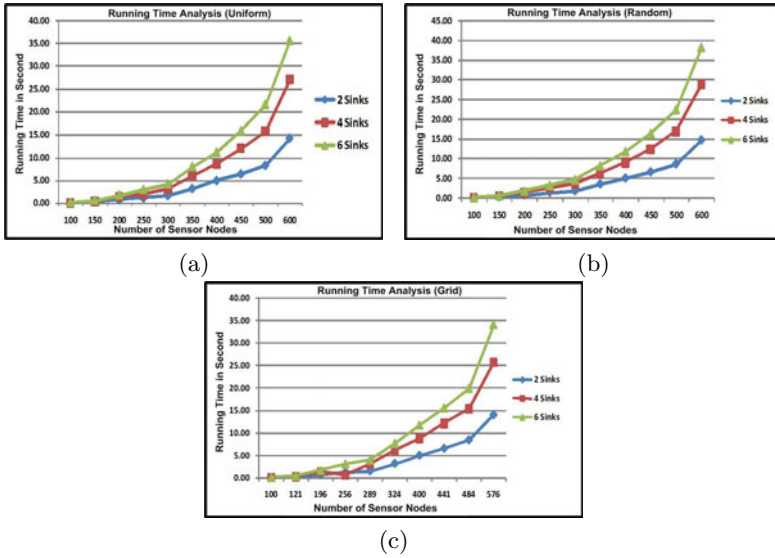 Running Time Analysis (Uniform)
Running Time in Second
40.00
35.00
30.00
25.00
20.00
15.00
10.00
5.00
0.00
100 150 200 250 300 350 400 450 500 600
Number of Sensor Nodes
2 Sinks
4 Sinks
6 Sinks
(a)
Running Time Analysis (Random)
Running Time in Second
45.00
40.00
35.00
30.00
25.00
20.00
15.00
10.00
5.00
0.00
100 150 200 250 300 350 400 450 500 600
Number of Sensor Nodes
2 Sinks
4 Sinks
6 Sinks
(b)
Running Time Analysis (Grid)
Running Time in Second
40.00
35.00
30.00
25.00
20.00
15.00
10.00
5.00
0.00
100 121 196 256 289 324 400 441 484 576
Number of Sensor Nodes
2 Sinks
4 Sinks
6 Sinks
(c)